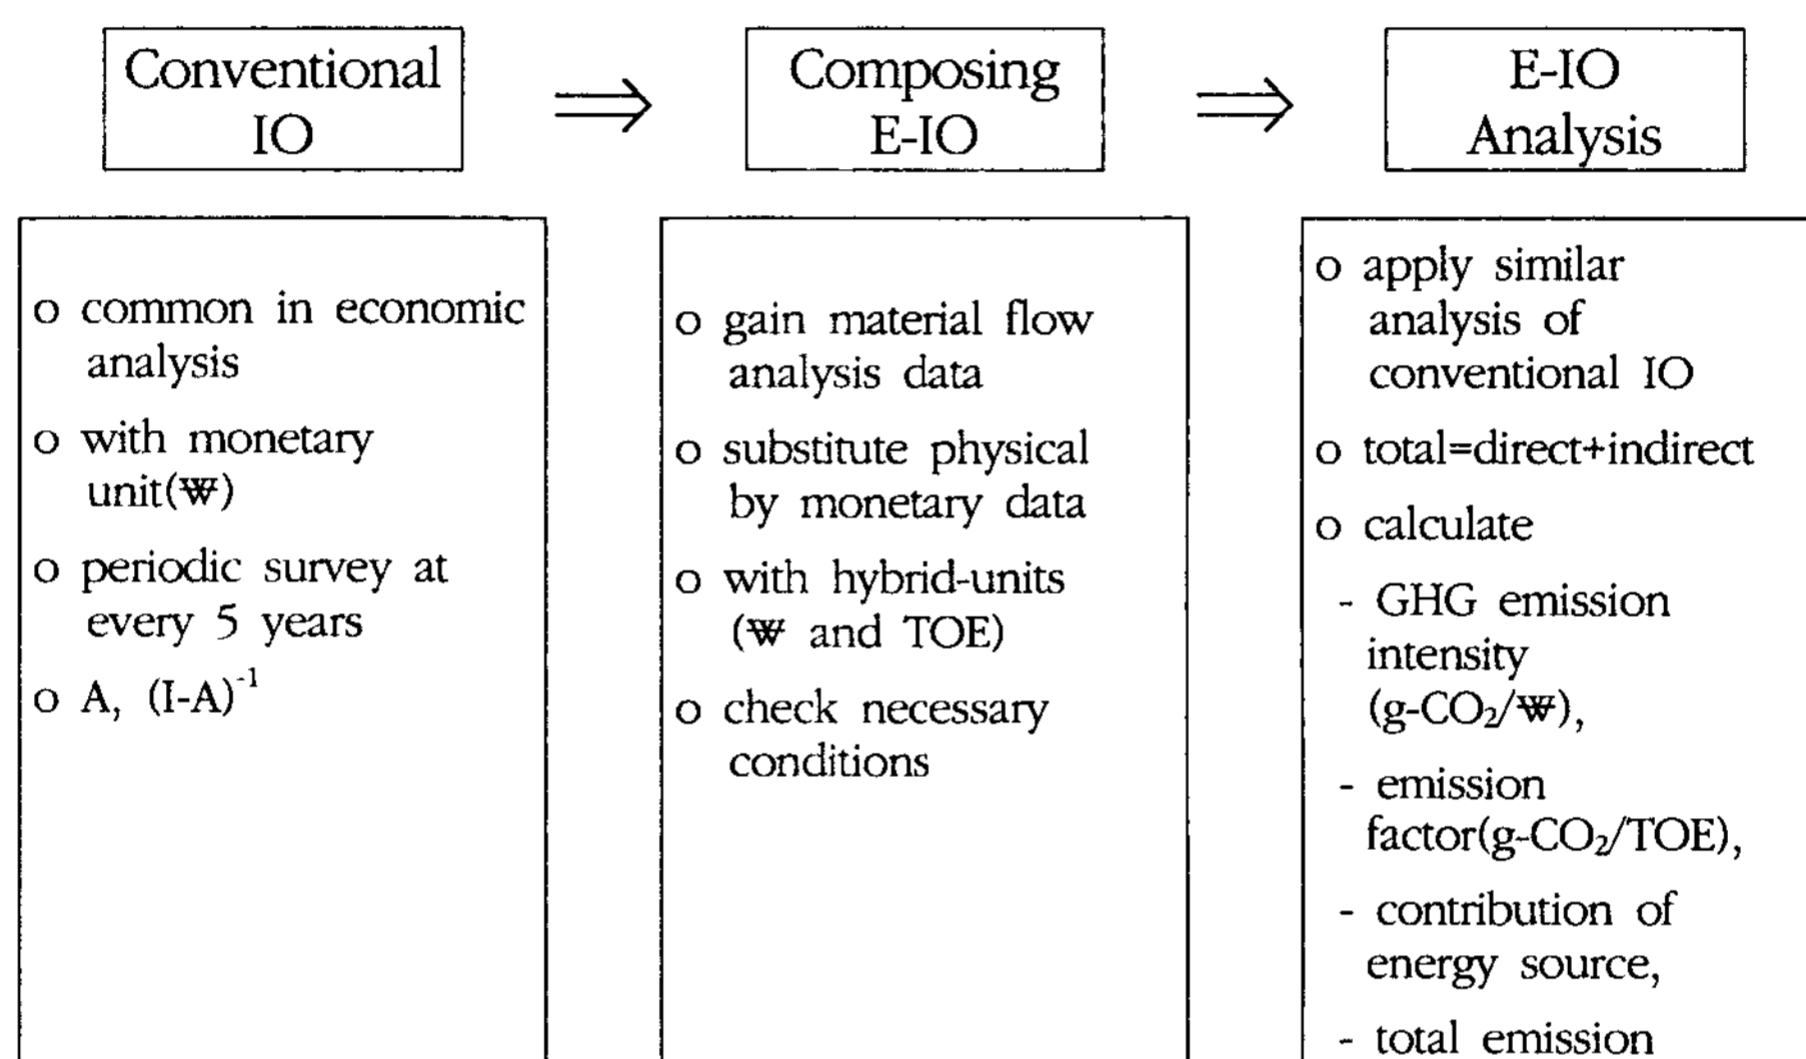 Conventional
IO
⇒
Composing
E-IO
⇒
E-IO
Analysis
o common in economic
analysis
o with monetary
unit(₩)
o periodic survey at
every 5 years
o A, (I-A)⁻¹
o gain material flow
analysis data
o substitute physical
by monetary data
o with hybrid-units
(₩ and TOE)
o check necessary
conditions
o apply similar
analysis of
conventional IO
o total=direct+indirect
o calculate
- GHG emission
intensity
(g-CO₂/₩),
- emission
factor(g-CO₂/TOE),
- contribution of
energy source,
- total emission